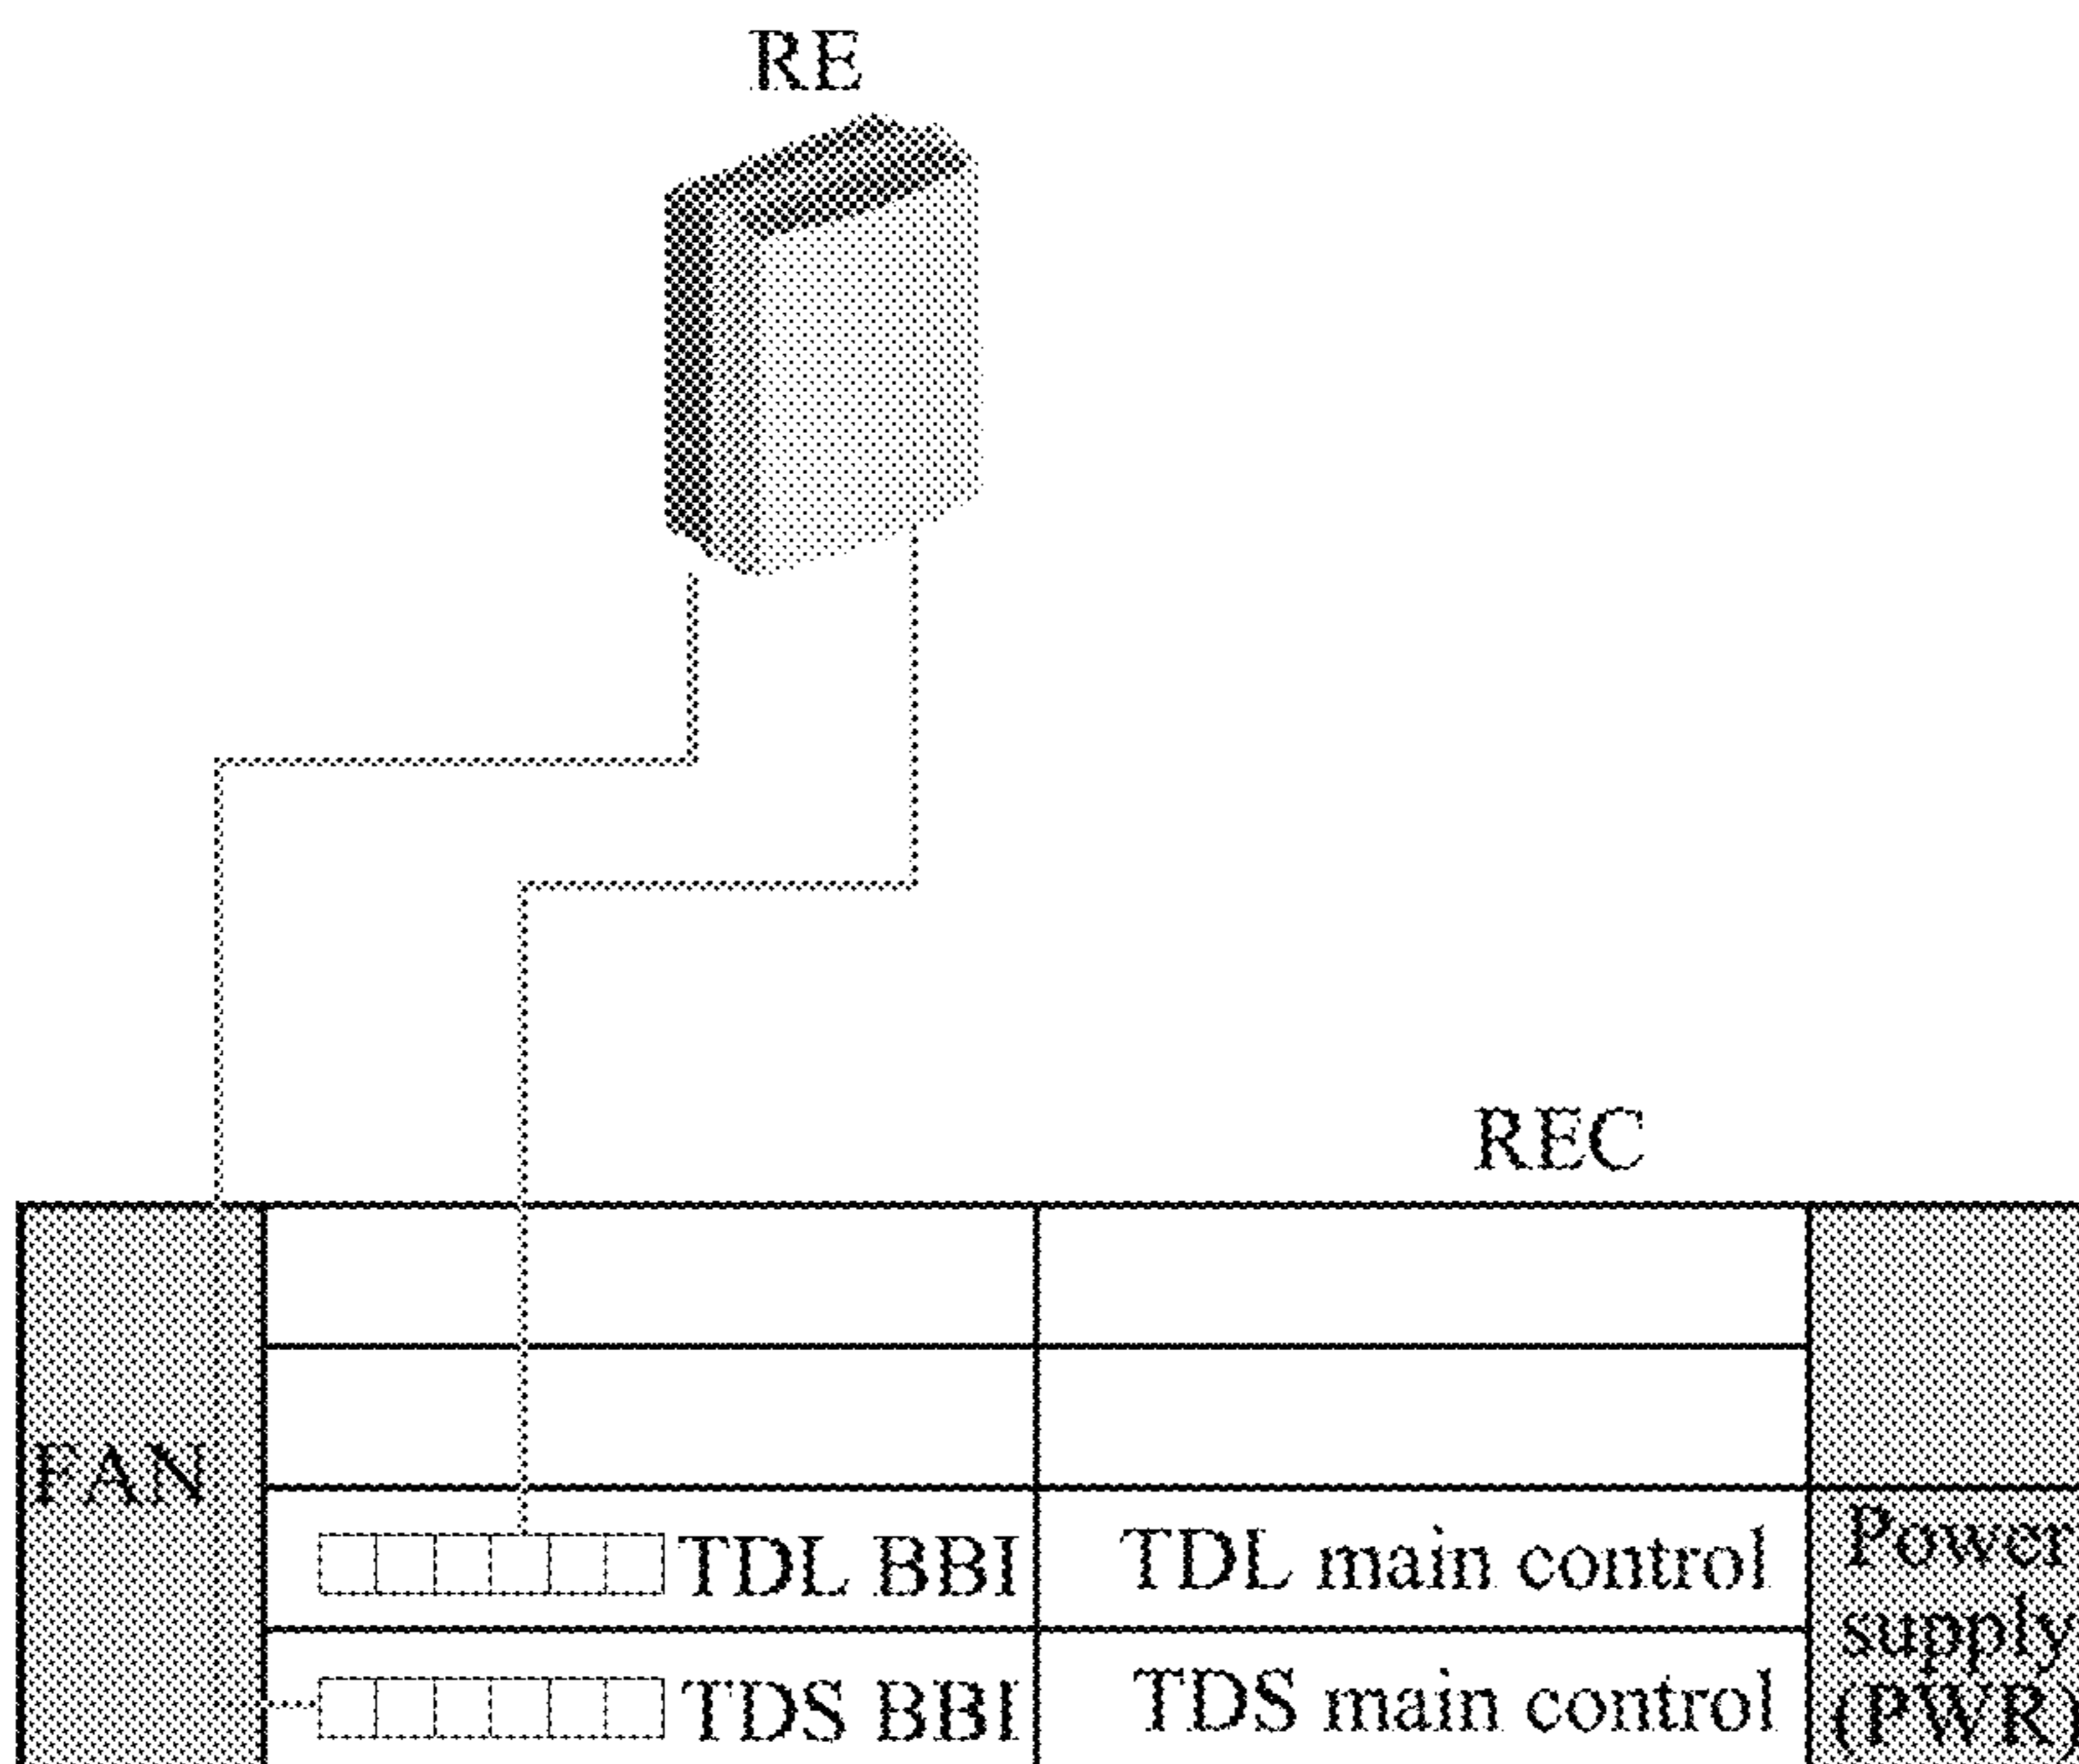 RE
REC
FAN
TDL BBI
TDL main control
TDS BBI
TDS main control
Power
supply
(PWR)